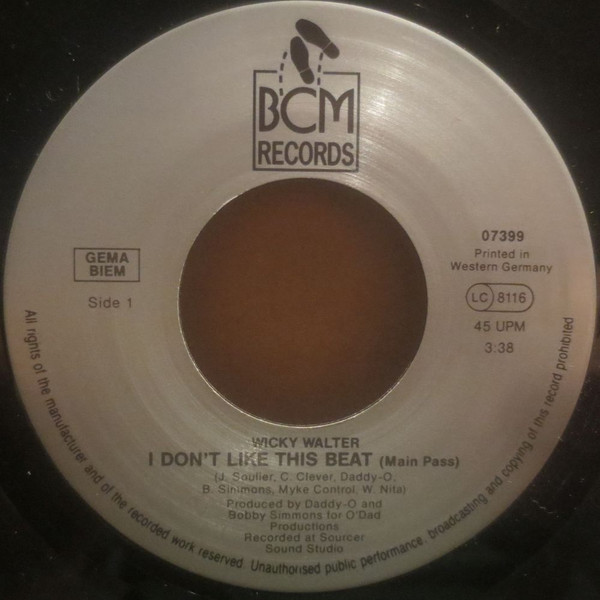 BCM
RECORDS
GEMA
BIEM
Side 1
07399
Printed in
Western Germany
LC 8116
45 UPM
3:38
WICKY WALTER
I DON'T LIKE THIS BEAT (Main Pass)
(J. Soulier, C. Clever, Daddy-O,
B. Simmons, Myke Control, W. Nita)
Produced by Daddy-O and
Bobby Simmons for O'Dad
Productions
Recorded at Sourcer
Sound Studio
All rights of the manufacturer and of the recorded work reserved. Unauthorised public performance, broadcasting and copying of this record prohibited